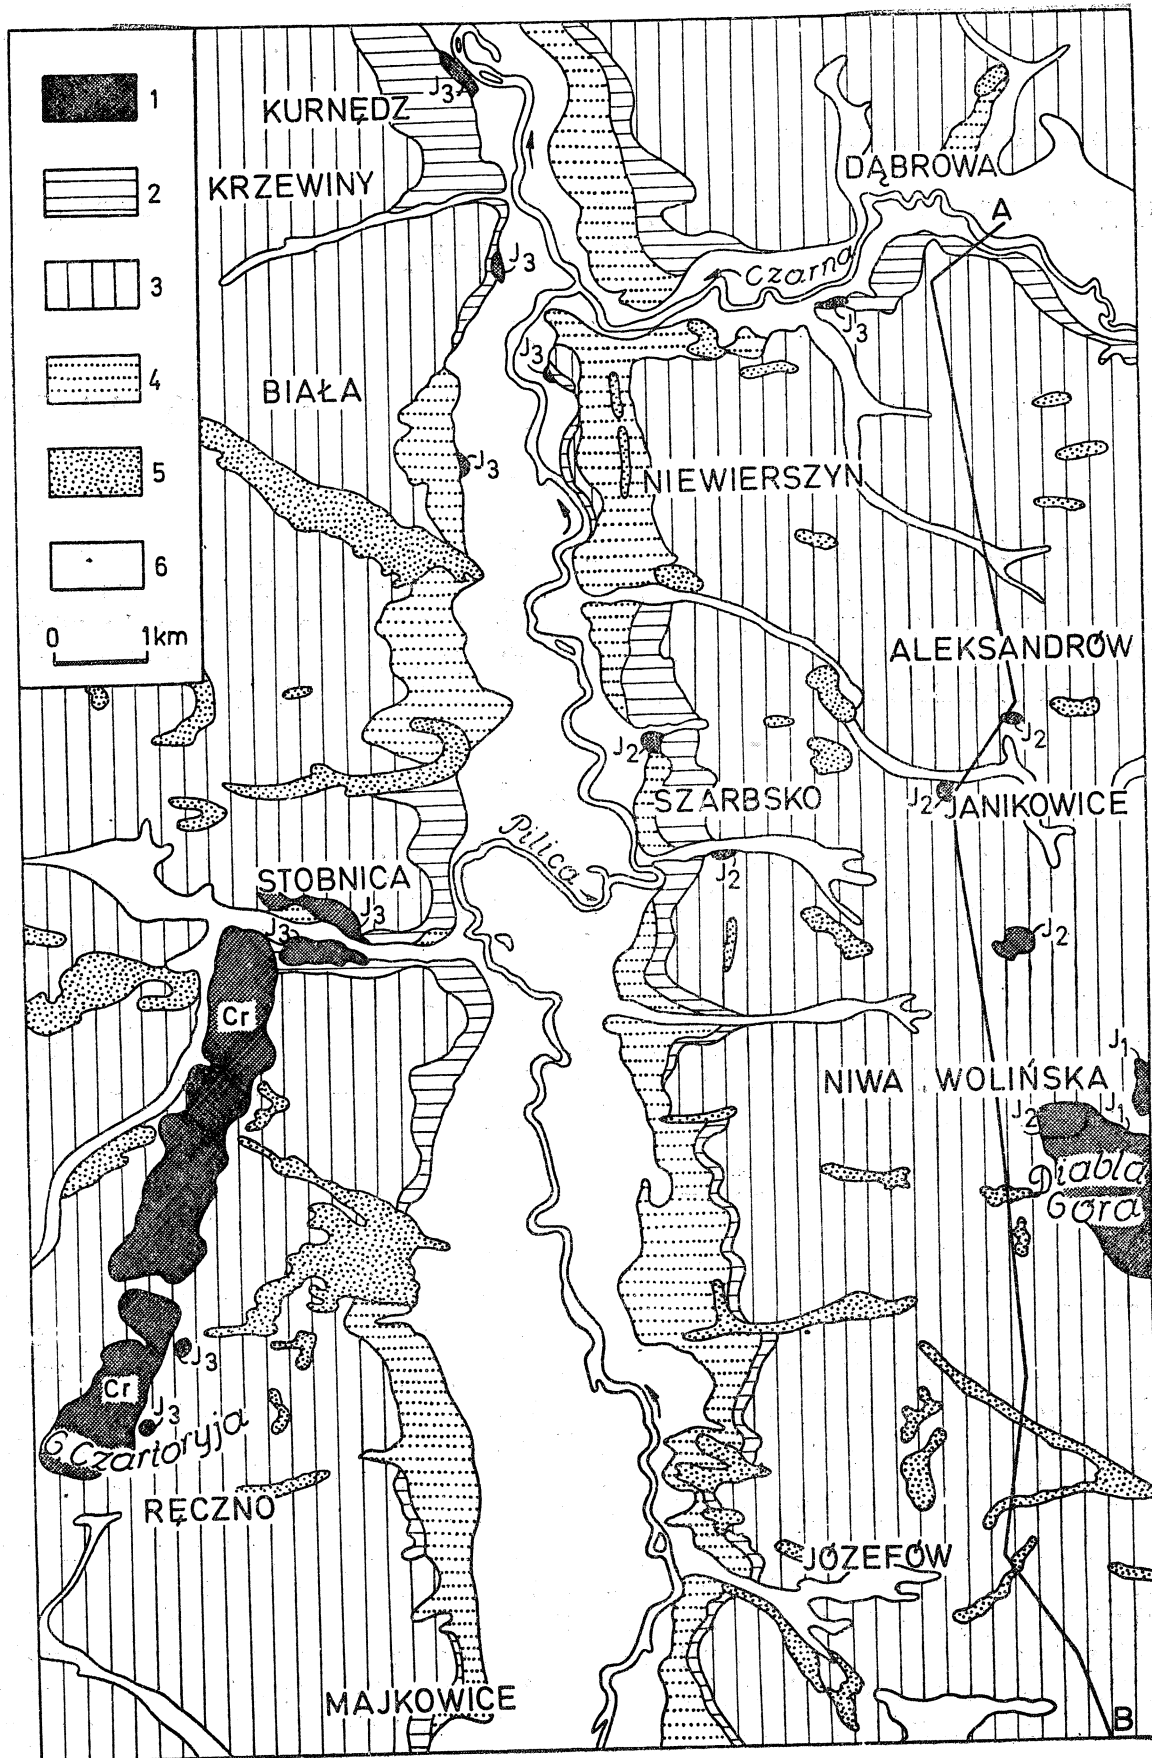 1
2
3
4
5
6
0 1km
KURNĘDZ
J3
KRZEWINY
J3
DĄBROWA
A
Czarna
J3
J3
BIAŁA
J3
NIEWIERSZYN
ALEKSANDRÓW
J2
J2
SZARBSKO
J2
JANIKOWICE
Pilica
J2
STOBNICA
J3
J3
J2
Cr
NIWA WOLIŃSKA
J1
J2
J1
Diabla
Góra
J3
Cr
J3
G Czartoryja
RĘCZNO
JÓZEFÓW
MAJKOWICE
B